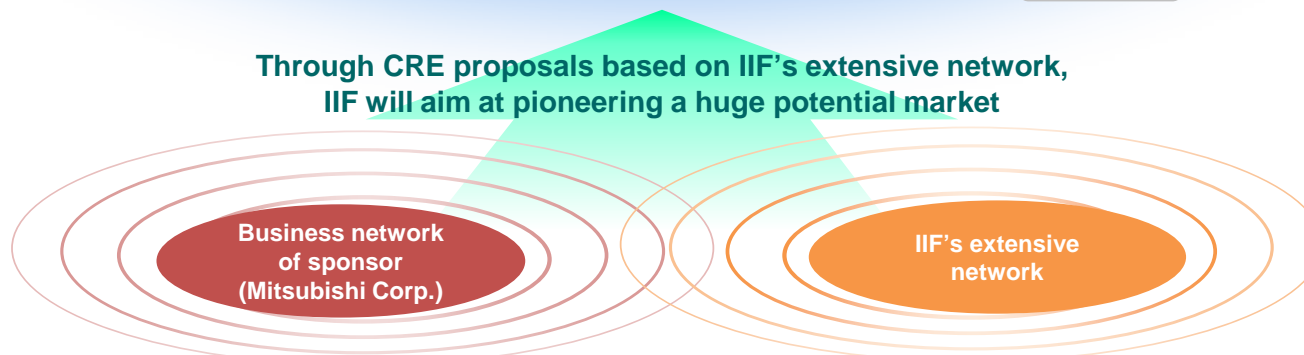 Through CRE proposals based on IIF's extensive network,
IIF will aim at pioneering a huge potential market
Business network
of sponsor
(Mitsubishi Corp.)
IIF's extensive
network